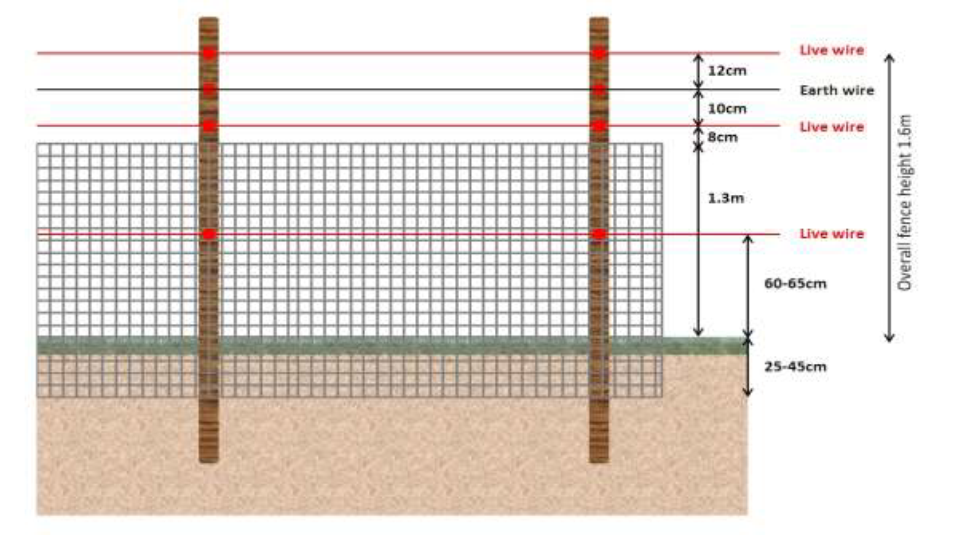 Live wire
12cm
Earth wire
10cm
Live wire
8cm
1.3m
Live wire
60-65cm
25-45cm
Overall fence height 1.6m